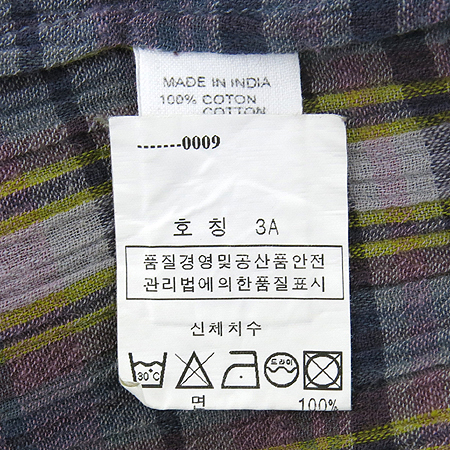 MADE IN INDIA
100% COTON
COTTON
-------0009
호칭 3A
품질경영및공산품안전
관리법에의한품질표시
신체치수
30°C 드라이
면 100%